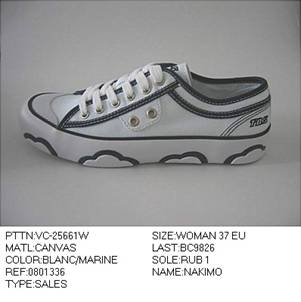 TBS
PTTN:VC-25661W
MATL:CANVAS
COLOR:BLANC/MARINE
REF:0801336
TYPE:SALES
SIZE:WOMAN 37 EU
LAST:BC9826
SOLE:RUB 1
NAME:NAKIMO